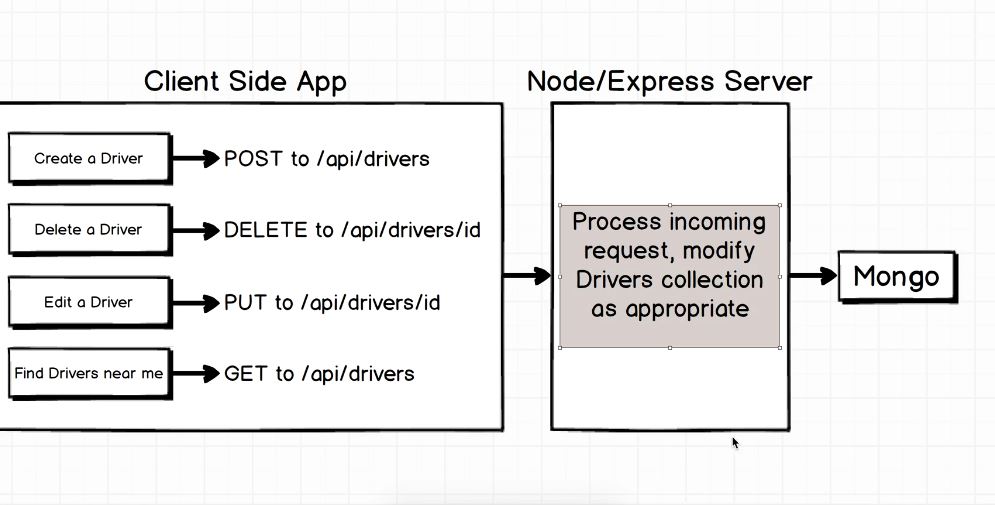 Client Side App
Node/Express Server
Create a Driver
POST to /api/drivers
Delete a Driver
DELETE to /api/drivers/id
Edit a Driver
PUT to /api/drivers/id
Find Drivers near me
GET to /api/drivers
Process incoming
request, modify
Drivers collection
as appropriate
Mongo